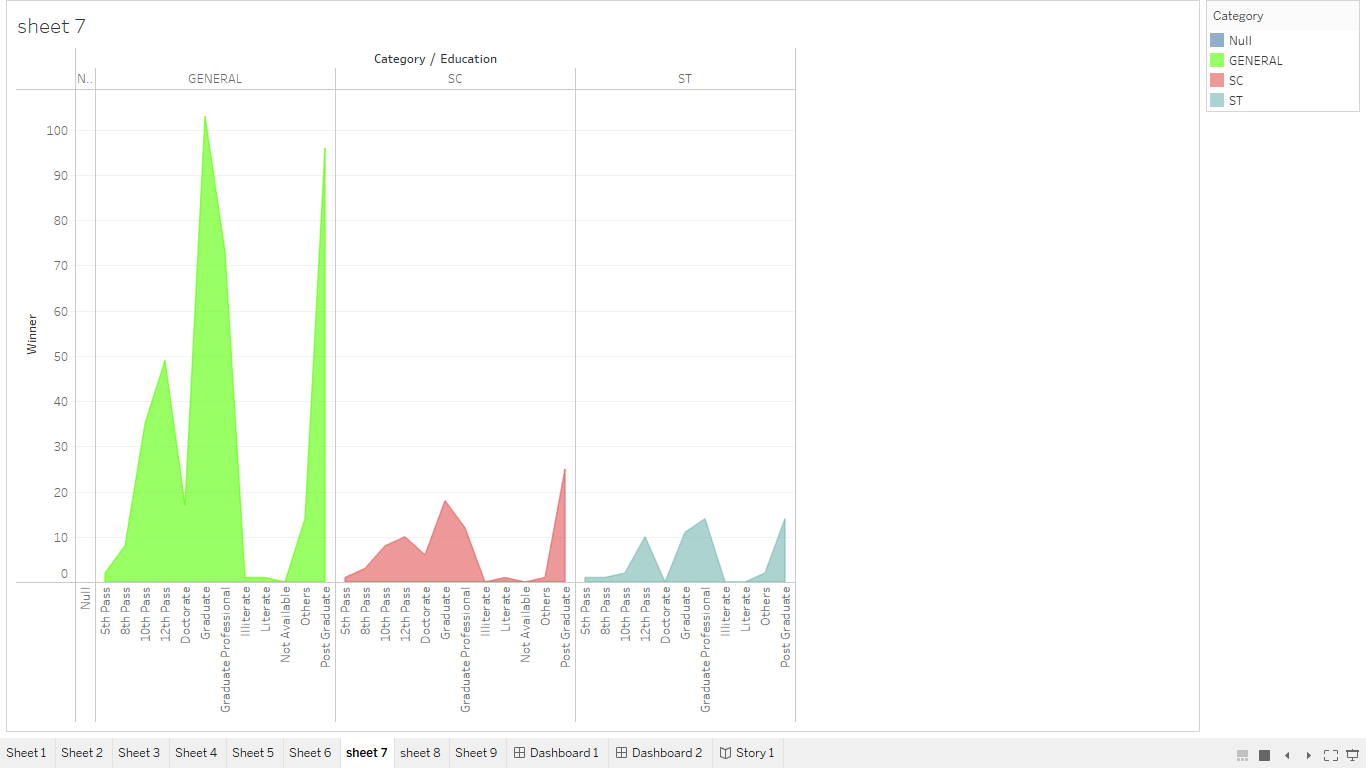 sheet 7
Category / Education
N.. GENERAL SC ST
100
90
80
70
60
50
40
30
20
10
0
Winner
Null
5th Pass
8th Pass
10th Pass
12th Pass
Doctorate
Graduate
Graduate Professional
Illiterate
Literate
Not Available
Others
Post Graduate
5th Pass
8th Pass
10th Pass
12th Pass
Doctorate
Graduate
Graduate Professional
Illiterate
Literate
Not Available
Others
Post Graduate
5th Pass
8th Pass
10th Pass
12th Pass
Doctorate
Graduate
Graduate Professional
Illiterate
Literate
Others
Post Graduate
Category
Null
GENERAL
SC
ST
Sheet 1 Sheet 2 Sheet 3 Sheet 4 Sheet 5 Sheet 6 sheet 7 sheet 8 Sheet 9 Dashboard 1 Dashboard 2 Story 1